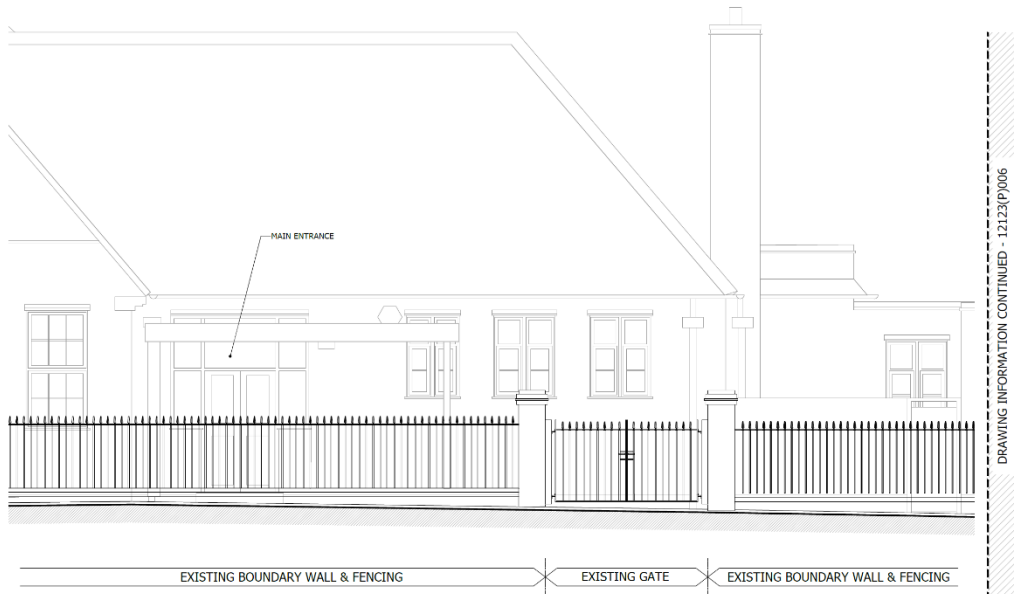 MAIN ENTRANCE
DRAWING INFORMATION CONTINUED - 12123(P)006
EXISTING BOUNDARY WALL & FENCING
EXISTING GATE
EXISTING BOUNDARY WALL & FENCING